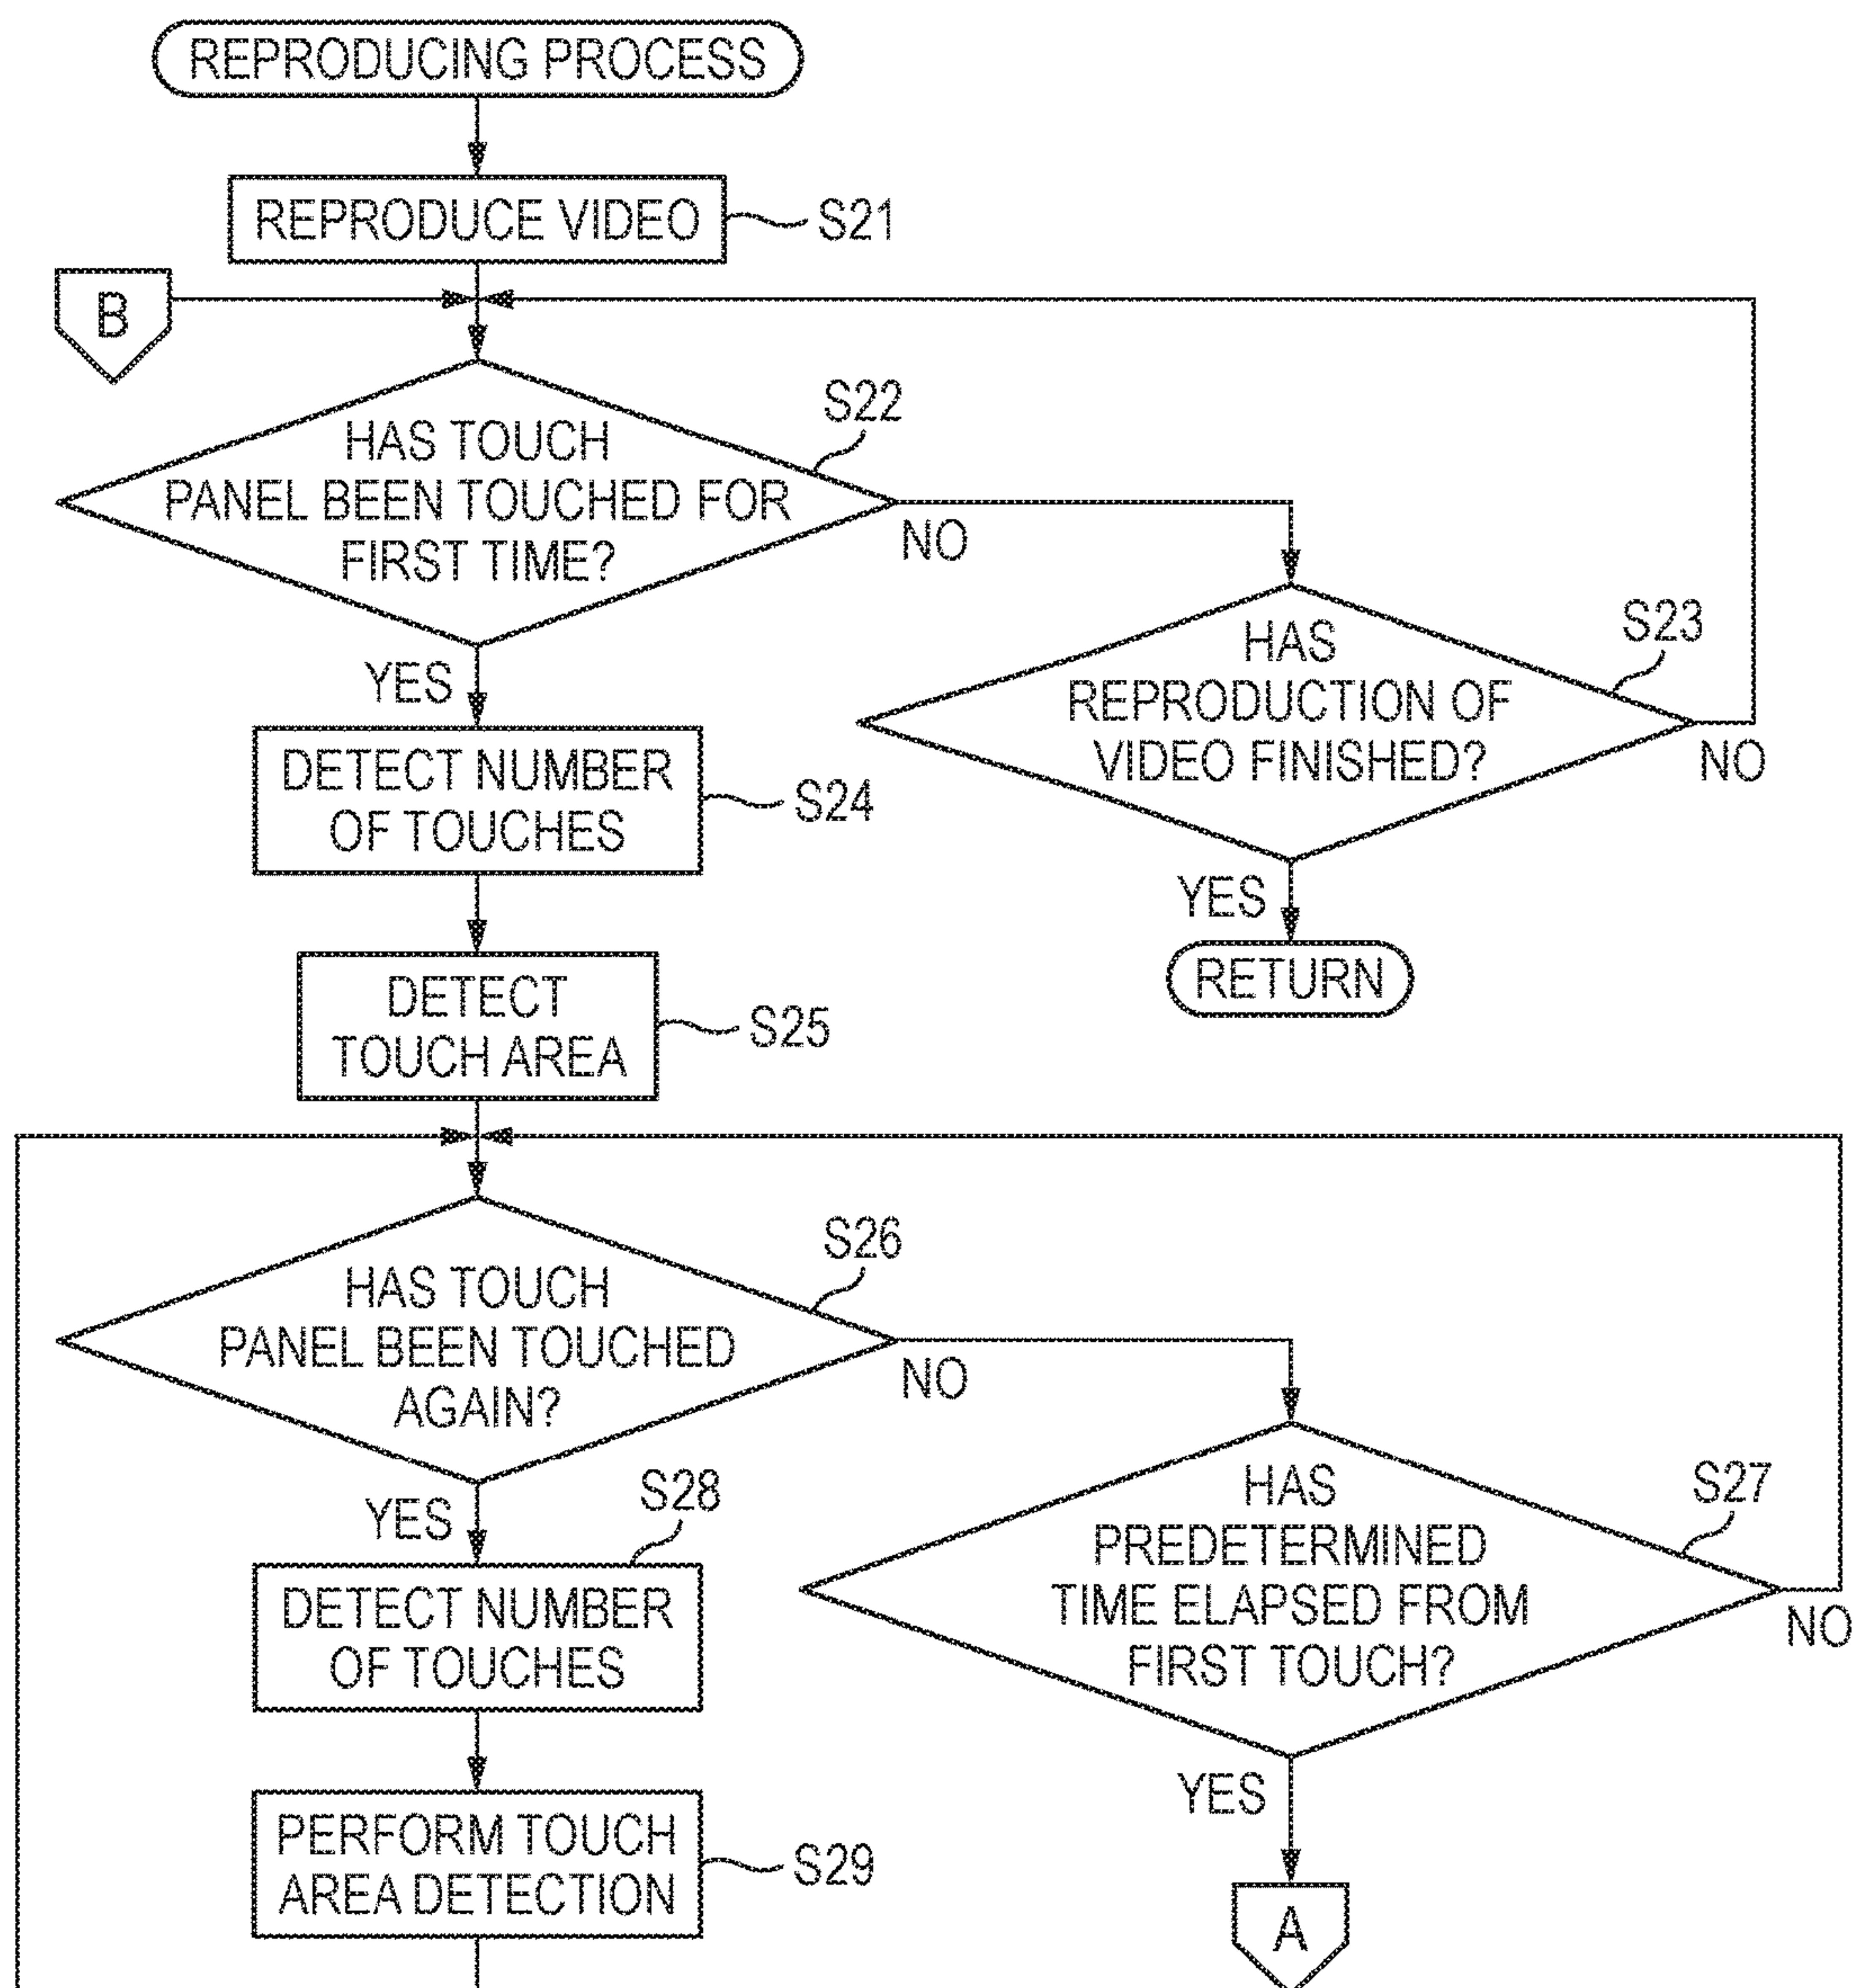 REPRODUCING PROCESS
REPRODUCE VIDEO
S21
B
HAS TOUCH
PANEL BEEN TOUCHED FOR
FIRST TIME?
S22
NO
YES
HAS
REPRODUCTION OF
VIDEO FINISHED?
S23
NO
YES
RETURN
DETECT NUMBER
OF TOUCHES
S24
DETECT
TOUCH AREA
S25
HAS TOUCH
PANEL BEEN TOUCHED
AGAIN?
S26
NO
YES
HAS
PREDETERMINED
TIME ELAPSED FROM
FIRST TOUCH?
S27
NO
YES
A
S28
DETECT NUMBER
OF TOUCHES
PERFORM TOUCH
AREA DETECTION
S29